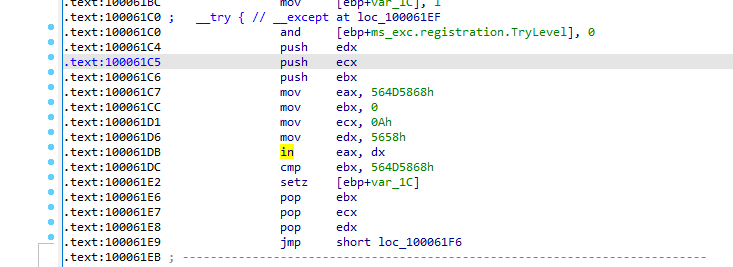 .text:100061BC mov [ebp+var_1C], 1
.text:100061C0 ; __try { // __except at loc_100061EF
.text:100061C0 and [ebp+ms_exc.registration.TryLevel], 0
.text:100061C4 push edx
.text:100061C5 push ecx
.text:100061C6 push ebx
.text:100061C7 mov eax, 564D5868h
.text:100061CC mov ebx, 0
.text:100061D1 mov ecx, 0Ah
.text:100061D6 mov edx, 5658h
.text:100061DB in eax, dx
.text:100061DC cmp ebx, 564D5868h
.text:100061E2 setz [ebp+var_1C]
.text:100061E6 pop ebx
.text:100061E7 pop ecx
.text:100061E8 pop edx
.text:100061E9 jmp short loc_100061F6
.text:100061EB ; ---------------------------------------------------------------------------